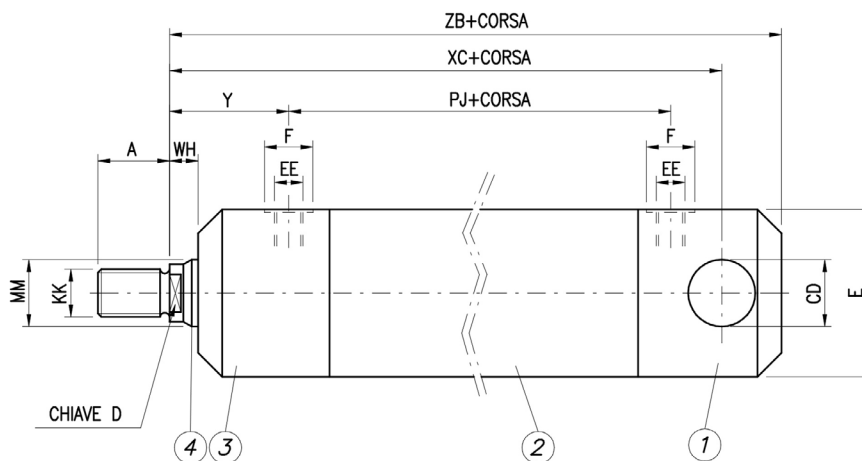 ZB+CORSA
XC+CORSA
Y
PJ+CORSA
F
F
A
WH
EE
EE
MM
KK
CD
E
CHIAVE D
4
3
2
1